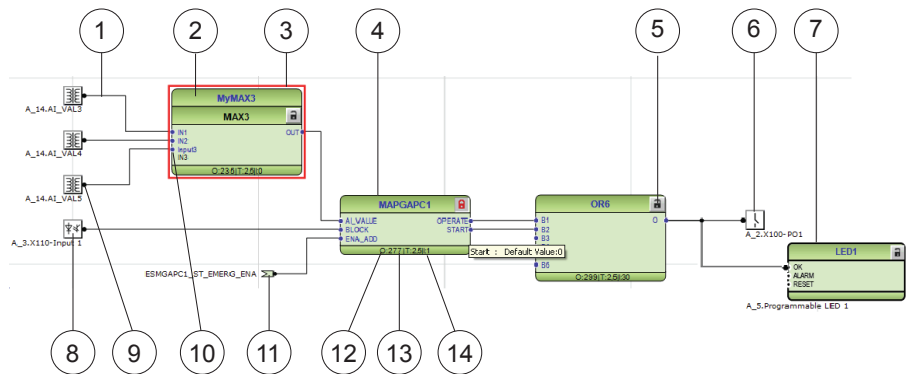 1 2 3 4 5 6 7
MyMAX3
MAX3
A_14.AI_VAL3
IN1 OUT
IN2
Input3
IN3
O:235|T:2.5|I:0
A_14.AI_VAL4
A_14.AI_VAL5
MAPGAPC1
AI_VALUE OPERATE
BLOCK START
ENA_ADD
O:277|T:2.5|I:1
Start : Default Value:0
OR6
B1 O
B2
B3
B6
O:299|T:2.5|I:30
A_2.X100-PO1
LED1
OK
ALARM
RESET
A_5.Programmable LED 1
A_3.X110-Input 1
ESMGAPC1_ST_EMERG_ENA
8 9 10 11 12 13 14